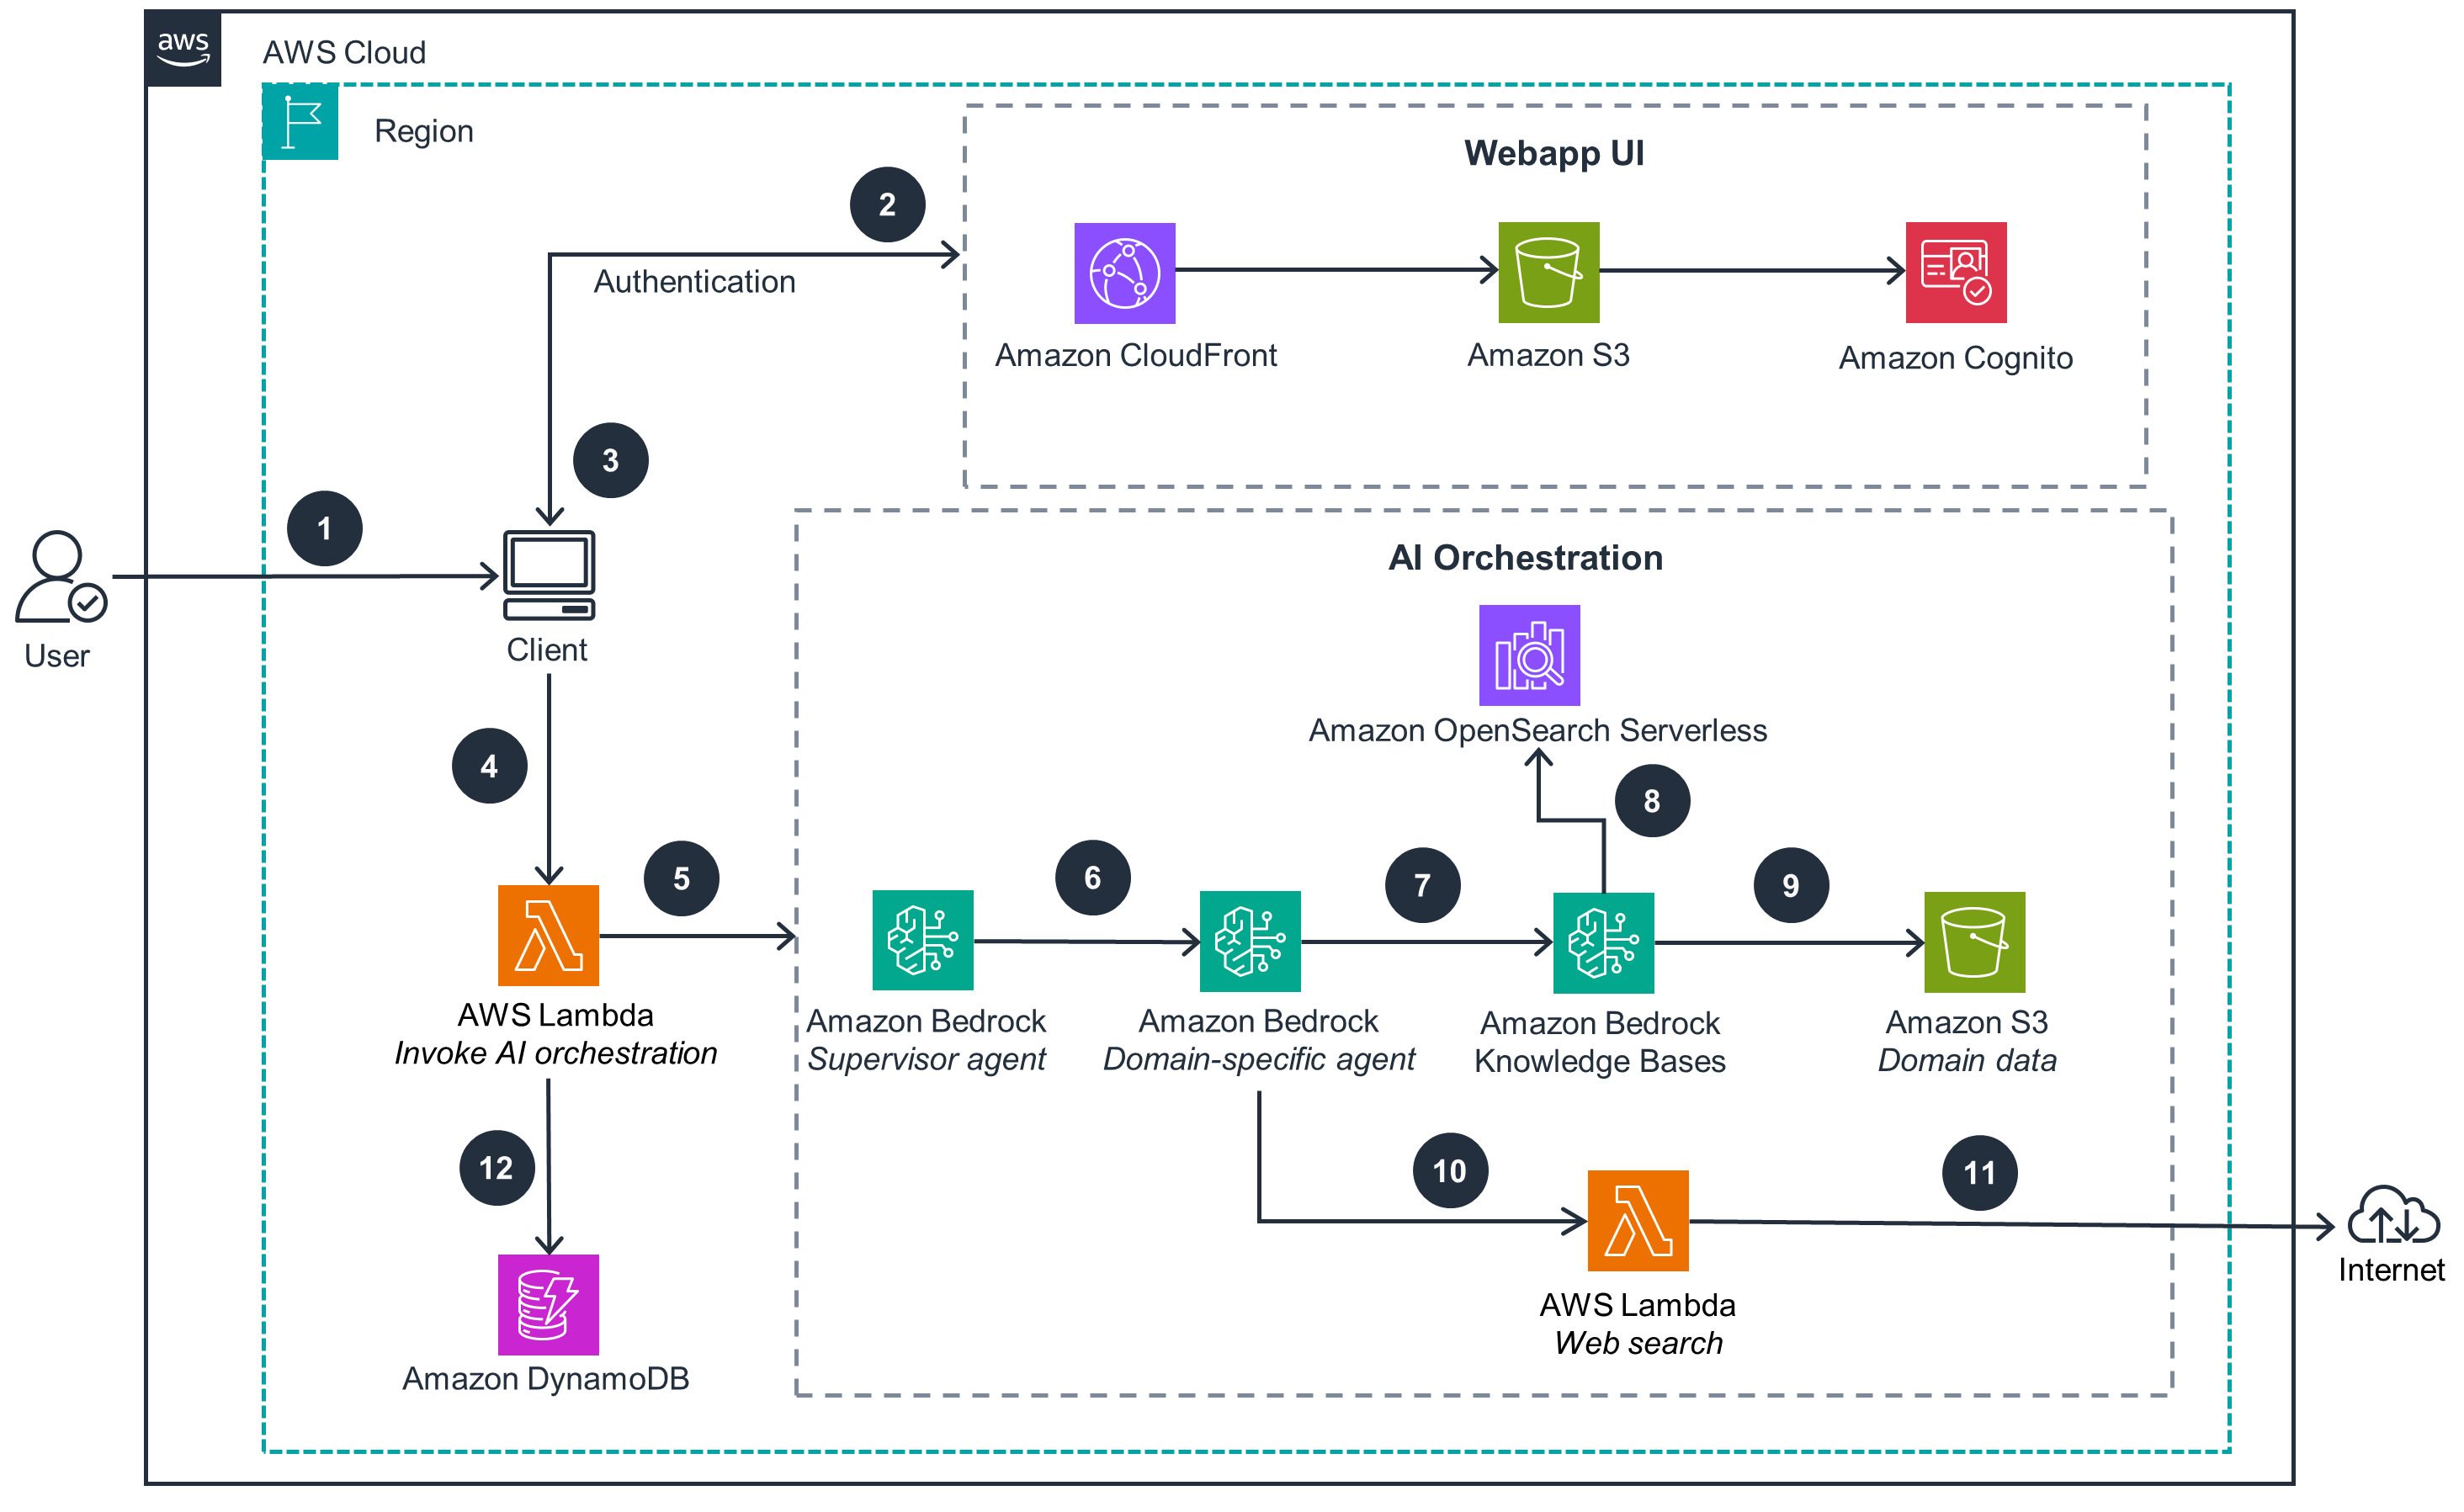 aws
AWS Cloud
Region
Webapp UI
2
Authentication
Amazon CloudFront
Amazon S3
Amazon Cognito
3
1
User
Client
AI Orchestration
Amazon OpenSearch Serverless
4
8
5
6
7
9
AWS Lambda
Invoke AI orchestration
Amazon Bedrock
Supervisor agent
Amazon Bedrock
Domain-specific agent
Amazon Bedrock
Knowledge Bases
Amazon S3
Domain data
12
10
11
AWS Lambda
Web search
Internet
Amazon DynamoDB